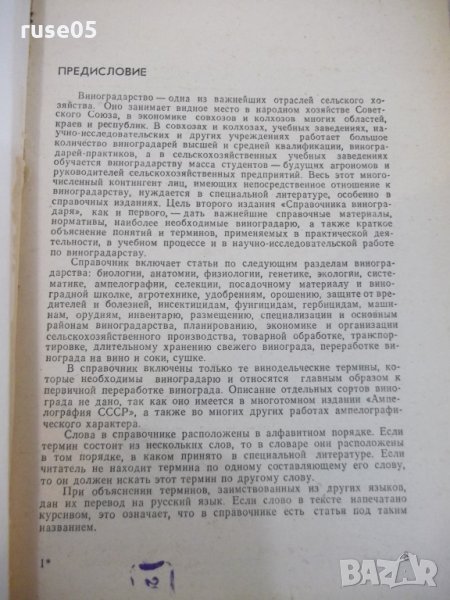 ruse05
ПРЕДИСЛОВИЕ
Виноградарство — одна из важнейших отраслей сельского хо-
зяйства. Оно занимает видное место в народном хозяйстве Совет-
ского Союза, в экономике совхозов и колхозов многих областей,
краев и республик. В совхозах и колхозах, учебных заведениях, на-
учно-исследовательских и других учреждениях работает большое
количество виноградарей высшей и средней квалификации, виногра-
дарей-практиков, а в сельскохозяйственных учебных заведениях
обучается виноградарству масса студентов — будущих агрономов и
руководителей сельскохозяйственных предприятий. Весь этот мно-
гочисленный контингент лиц, имеющих непосредственное отношение к
виноградарству, нуждается в специальной литературе, особенно в
справочных изданиях. Цель второго издания «Справочника виногра-
даря», как и первого, — дать важнейшие справочные материалы,
нормативы, наиболее необходимые виноградарю, а также краткое
объяснение понятий и терминов, применяемых в практической дея-
тельности, в учебном процессе и в научно-исследовательской работе
по виноградарству.
Справочник включает статьи по следующим разделам виногра-
дарства: биологии, анатомии, физиологии, генетике, экологии, систе-
матике, ампелографии, селекции, посадочному материалу и вино-
градной школке, агротехнике, удобрениям, орошению, защите от вре-
дителей и болезней, инсектицидам, фунгицидам, гербицидам, маши-
нам, орудиям, инвентарю, размещению, специализации и основным
районам виноградарства, планированию, экономике и организации
сельскохозяйственного производства, товарной обработке, транспор-
тировке, длительному хранению свежего винограда, переработке ви-
нограда на вино и соки, сушке.
В справочник включены только те винодельческие термины, ко-
торые необходимы виноградарю и относятся главным образом к
первичной переработке винограда. Описание отдельных сортов вино-
града не дано, так как оно имеется в многотомном издании «Ампе-
лография СССР», а также во многих других работах ампелографи-
ческого характера.
Слова в справочнике расположены в алфавитном порядке. Если
термин состоит из нескольких слов, то в словаре они расположены
в том порядке, в каком принято в специальной литературе. Если
читатель не находит термина по одному составляющему его слову,
то он должен искать этот термин по другому слову.
При объяснении терминов, заимствованных из других языков,
дан их перевод на русский язык. Если слово в тексте напечатано
курсивом, это означает, что в справочнике есть статья под таким
названием.
1*
BAZAR.BG